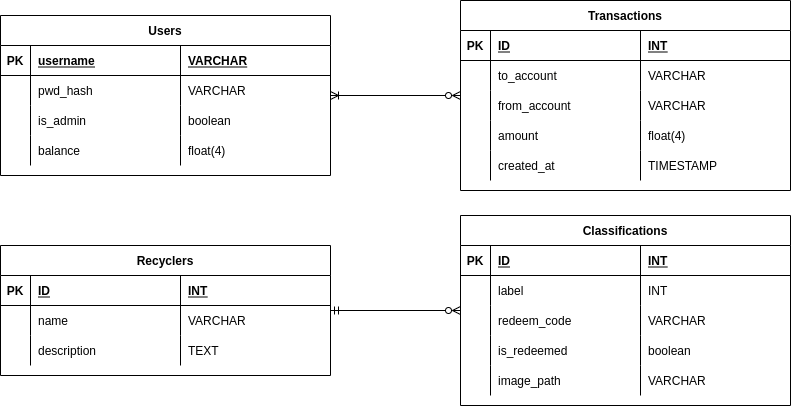 Users
PK username VARCHAR
pwd_hash VARCHAR
is_admin boolean
balance float(4)
Transactions
PK ID INT
to_account VARCHAR
from_account VARCHAR
amount float(4)
created_at TIMESTAMP
Recyclers
PK ID INT
name VARCHAR
description TEXT
Classifications
PK ID INT
label INT
redeem_code VARCHAR
is_redeemed boolean
image_path VARCHAR